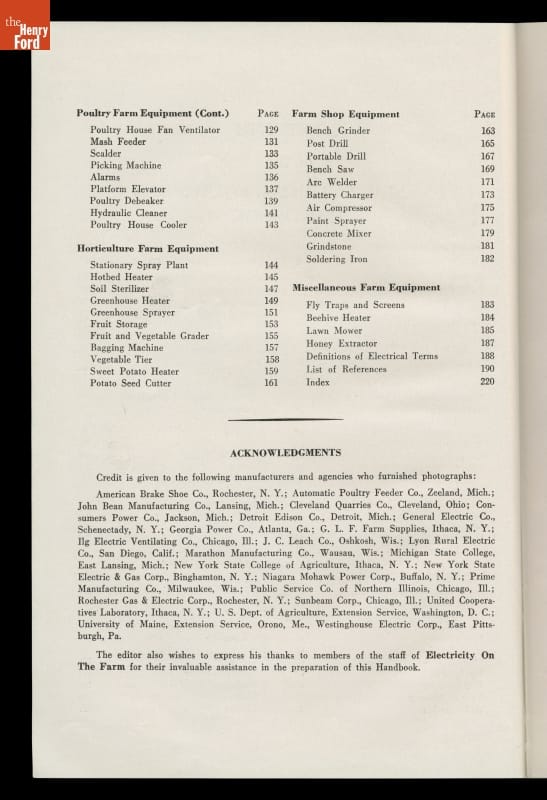 the
Henry
Ford
Poultry Farm Equipment (Cont.) PAGE
Poultry House Fan Ventilator 129
Mash Feeder 131
Scalder 133
Picking Machine 135
Alarms 136
Platform Elevator 137
Poultry Debeaker 139
Hydraulic Cleaner 141
Poultry House Cooler 143
Horticulture Farm Equipment
Stationary Spray Plant 144
Hotbed Heater 145
Soil Sterilizer 147
Greenhouse Heater 149
Greenhouse Sprayer 151
Fruit Storage 153
Fruit and Vegetable Grader 155
Bagging Machine 157
Vegetable Tier 158
Sweet Potato Heater 159
Potato Seed Cutter 161
Farm Shop Equipment PAGE
Bench Grinder 163
Post Drill 165
Portable Drill 167
Bench Saw 169
Arc Welder 171
Battery Charger 173
Air Compressor 175
Paint Sprayer 177
Concrete Mixer 179
Grindstone 181
Soldering Iron 182
Miscellaneous Farm Equipment
Fly Traps and Screens 183
Beehive Heater 184
Lawn Mower 185
Honey Extractor 187
Definitions of Electrical Terms 188
List of References 190
Index 220
ACKNOWLEDGMENTS
Credit is given to the following manufacturers and agencies who furnished photographs:
American Brake Shoe Co., Rochester, N. Y.; Automatic Poultry Feeder Co., Zeeland, Mich.;
John Bean Manufacturing Co., Lansing, Mich.; Cleveland Quarries Co., Cleveland, Ohio; Con-
sumers Power Co., Jackson, Mich.; Detroit Edison Co., Detroit, Mich.; General Electric Co.,
Schenectady, N. Y.; Georgia Power Co., Atlanta, Ga.; G. L. F. Farm Supplies, Ithaca, N. Y.;
Ilg Electric Ventilating Co., Chicago, Ill.; J. C. Leach Co., Oshkosh, Wis.; Lyon Rural Electric
Co., San Diego, Calif.; Marathon Manufacturing Co., Wausau, Wis.; Michigan State College,
East Lansing, Mich.; New York State College of Agriculture, Ithaca, N. Y.; New York State
Electric & Gas Corp., Binghamton, N. Y.; Niagara Mohawk Power Corp., Buffalo, N. Y.; Prime
Manufacturing Co., Milwaukee, Wis.; Public Service Co. of Northern Illinois, Chicago, Ill.;
Rochester Gas & Electric Corp., Rochester, N. Y.; Sunbeam Corp., Chicago, Ill.; United Coopera-
tives Laboratory, Ithaca, N. Y.; U. S. Dept. of Agriculture, Extension Service, Washington, D. C.;
University of Maine, Extension Service, Orono, Me., Westinghouse Electric Corp., East Pitts-
burgh, Pa.
The editor also wishes to express his thanks to members of the staff of Electricity On
The Farm for their invaluable assistance in the preparation of this Handbook.